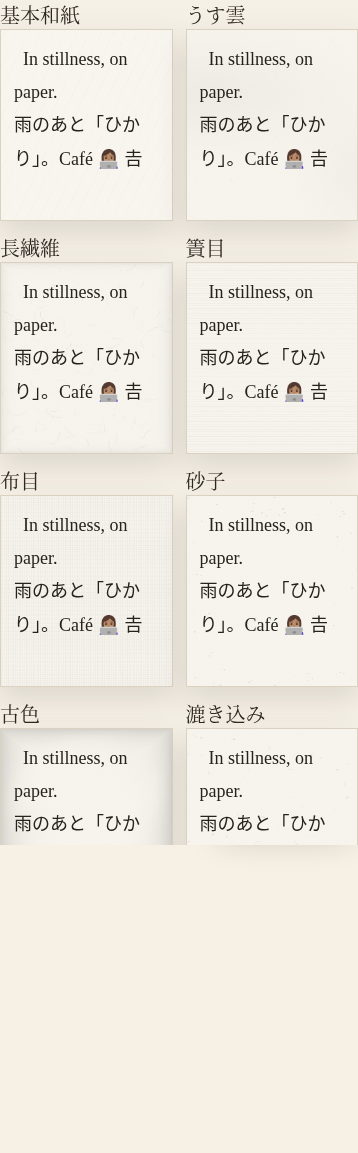 基本和紙
In stillness, on
paper.
雨のあと「ひか
り」。Café 👩🏽‍💻 𠮷
うす雲
In stillness, on
paper.
雨のあと「ひか
り」。Café 👩🏽‍💻 𠮷
長繊維
In stillness, on
paper.
雨のあと「ひか
り」。Café 👩🏽‍💻 𠮷
簀目
In stillness, on
paper.
雨のあと「ひか
り」。Café 👩🏽‍💻 𠮷
布目
In stillness, on
paper.
雨のあと「ひか
り」。Café 👩🏽‍💻 𠮷
砂子
In stillness, on
paper.
雨のあと「ひか
り」。Café 👩🏽‍💻 𠮷
古色
In stillness, on
paper.
雨のあと「ひか
漉き込み
In stillness, on
paper.
雨のあと「ひか